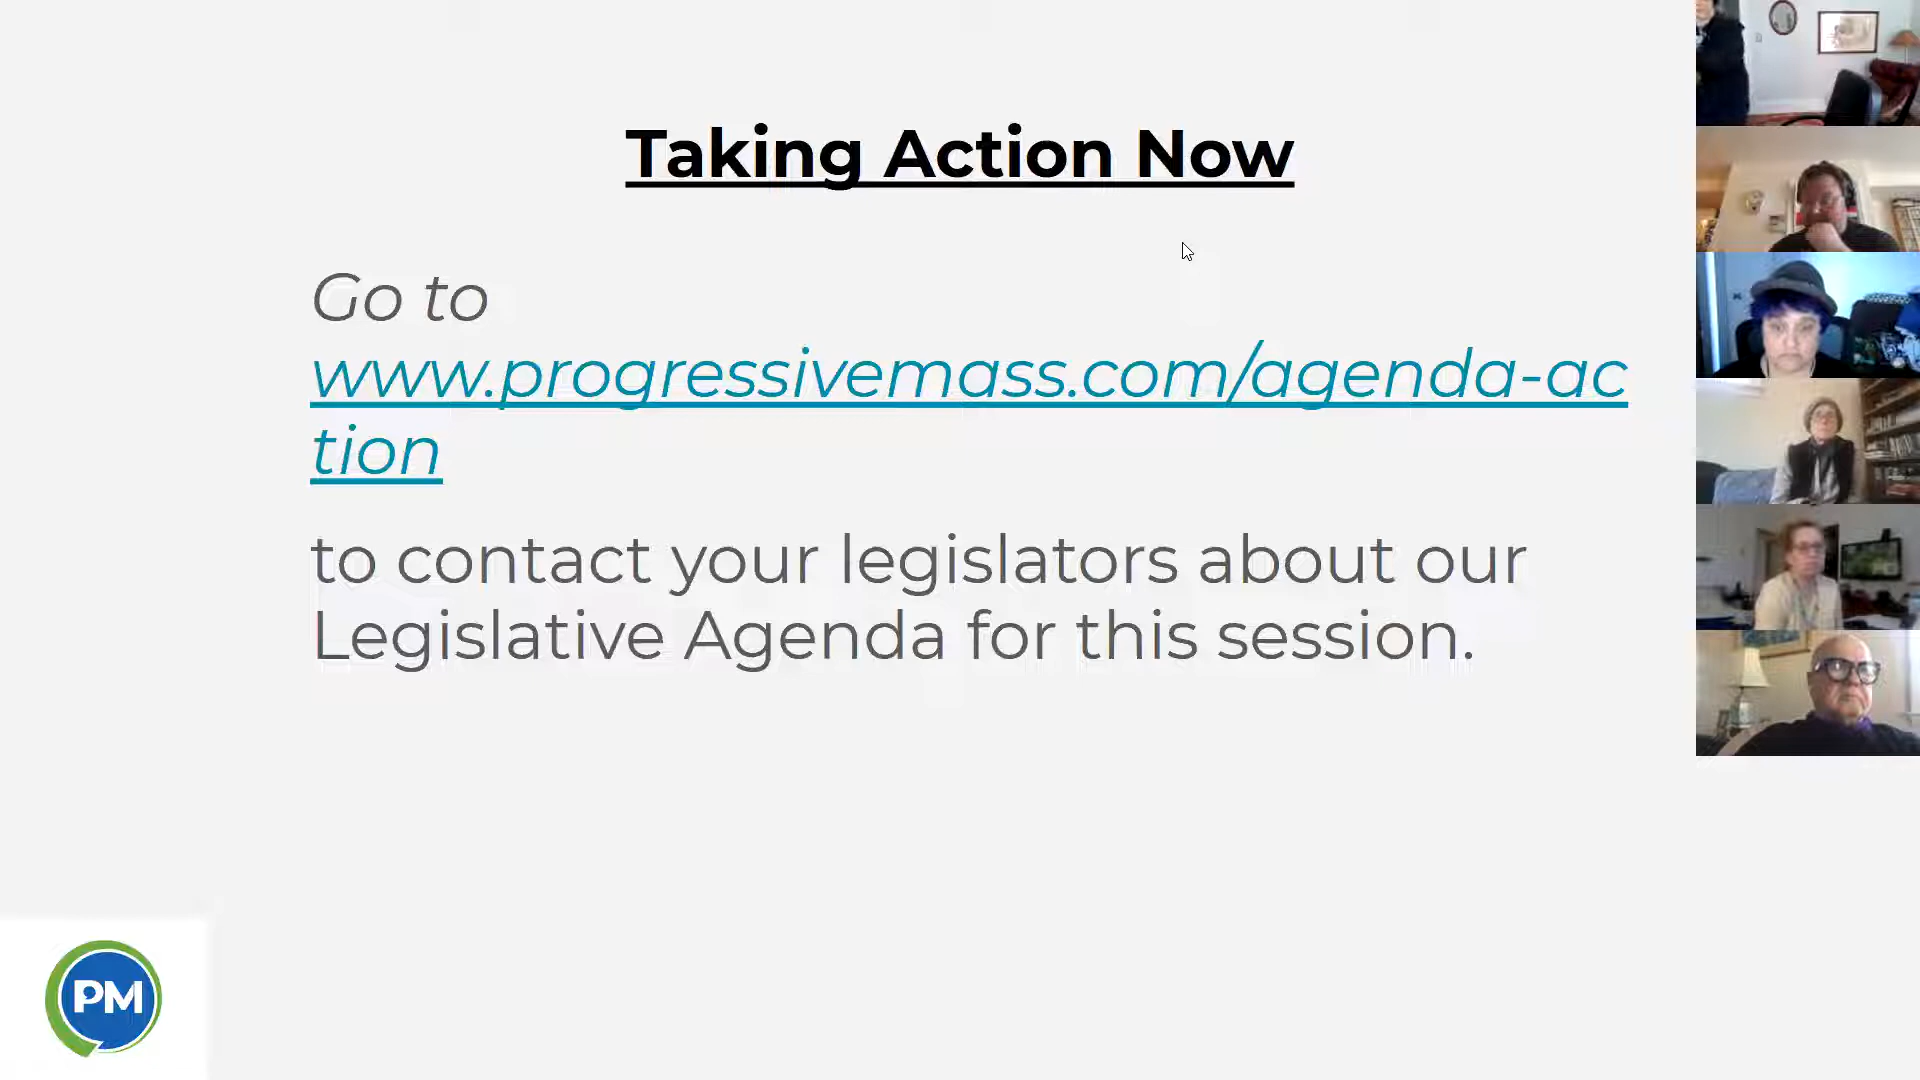 Taking Action Now
Go to
www.progressivemass.com/agenda-ac
tion
to contact your legislators about our
Legislative Agenda for this session.
PM